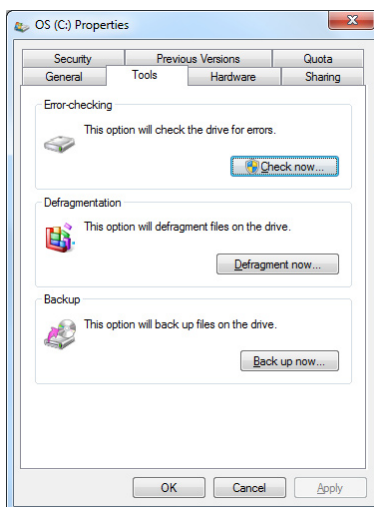 OS (C:) Properties
Security Previous Versions Quota
General Tools Hardware Sharing
Error-checking
This option will check the drive for errors.
Check now...
Defragmentation
This option will defragment files on the drive.
Defragment now...
Backup
This option will back up files on the drive.
Back up now...
OK Cancel Apply